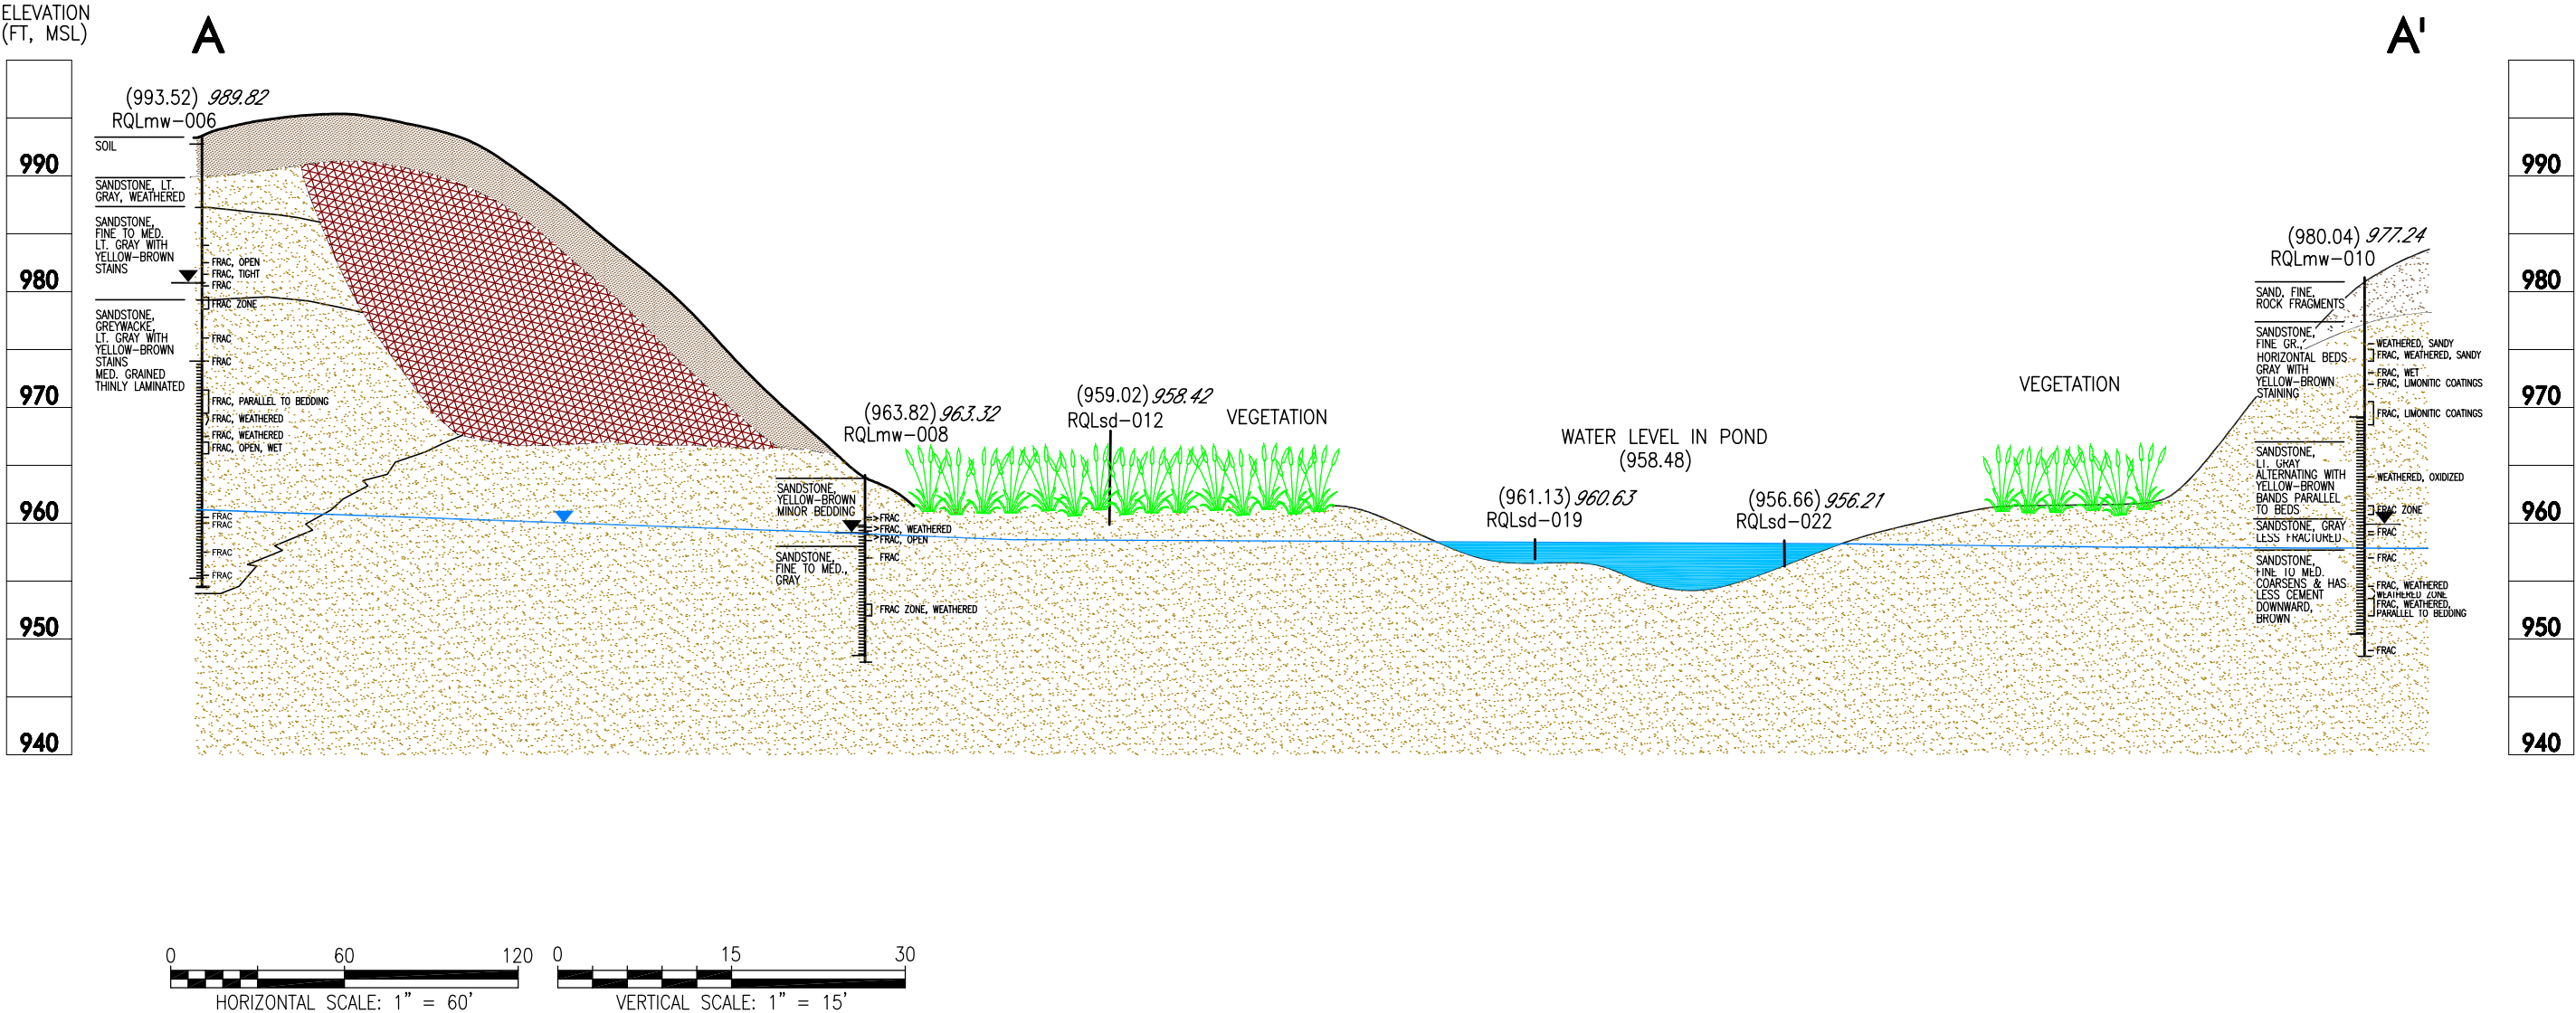 ELEVATION
(FT, MSL)
A
A'
990
980
970
960
950
940
(993.52) 989.82
RQLmw-006
SOIL
SANDSTONE, LT.
GRAY, WEATHERED
SANDSTONE,
FINE TO MED.
LT. GRAY WITH
YELLOW-BROWN
STAINS
SANDSTONE,
GREYWACKE,
LT. GRAY WITH
YELLOW-BROWN
STAINS
MED. GRAINED
THINLY LAMINATED
FRAC, OPEN
FRAC, TIGHT
FRAC
FRAC ZONE
FRAC
FRAC
FRAC, PARALLEL TO BEDDING
FRAC, WEATHERED
FRAC, WEATHERED
FRAC, OPEN, WET
FRAC
FRAC
FRAC
FRAC
(963.82) 963.32
RQLmw-008
SANDSTONE,
YELLOW-BROWN
MINOR BEDDING
SANDSTONE,
FINE TO MED.,
GRAY
FRAC
FRAC, WEATHERED
FRAC, OPEN
FRAC
FRAC ZONE, WEATHERED
(959.02) 958.42
RQLsd-012
VEGETATION
WATER LEVEL IN POND
(958.48)
(961.13) 960.63
RQLsd-019
(956.66) 956.21
RQLsd-022
VEGETATION
(980.04) 977.24
RQLmw-010
SAND, FINE,
ROCK FRAGMENTS
SANDSTONE,
FINE GR.,
HORIZONTAL BEDS
GRAY WITH
YELLOW-BROWN
STAINING
SANDSTONE,
LT. GRAY
ALTERNATING WITH
YELLOW-BROWN
BANDS PARALLEL
TO BEDS
SANDSTONE, GRAY
LESS FRACTURED
SANDSTONE,
FINE TO MED.
COARSENS & HAS
LESS CEMENT
DOWNWARD,
BROWN
WEATHERED, SANDY
FRAC, WEATHERED, SANDY
FRAC, WET
FRAC, LIMONITIC COATINGS
FRAC, LIMONITIC COATINGS
WEATHERED, OXIDIZED
FRAC ZONE
FRAC
FRAC
FRAC, WEATHERED
WEATHERED ZONE
FRAC, WEATHERED,
PARALLEL TO BEDDING
FRAC
990
980
970
960
950
940
0 60 120
HORIZONTAL SCALE: 1" = 60'
0 15 30
VERTICAL SCALE: 1" = 15'